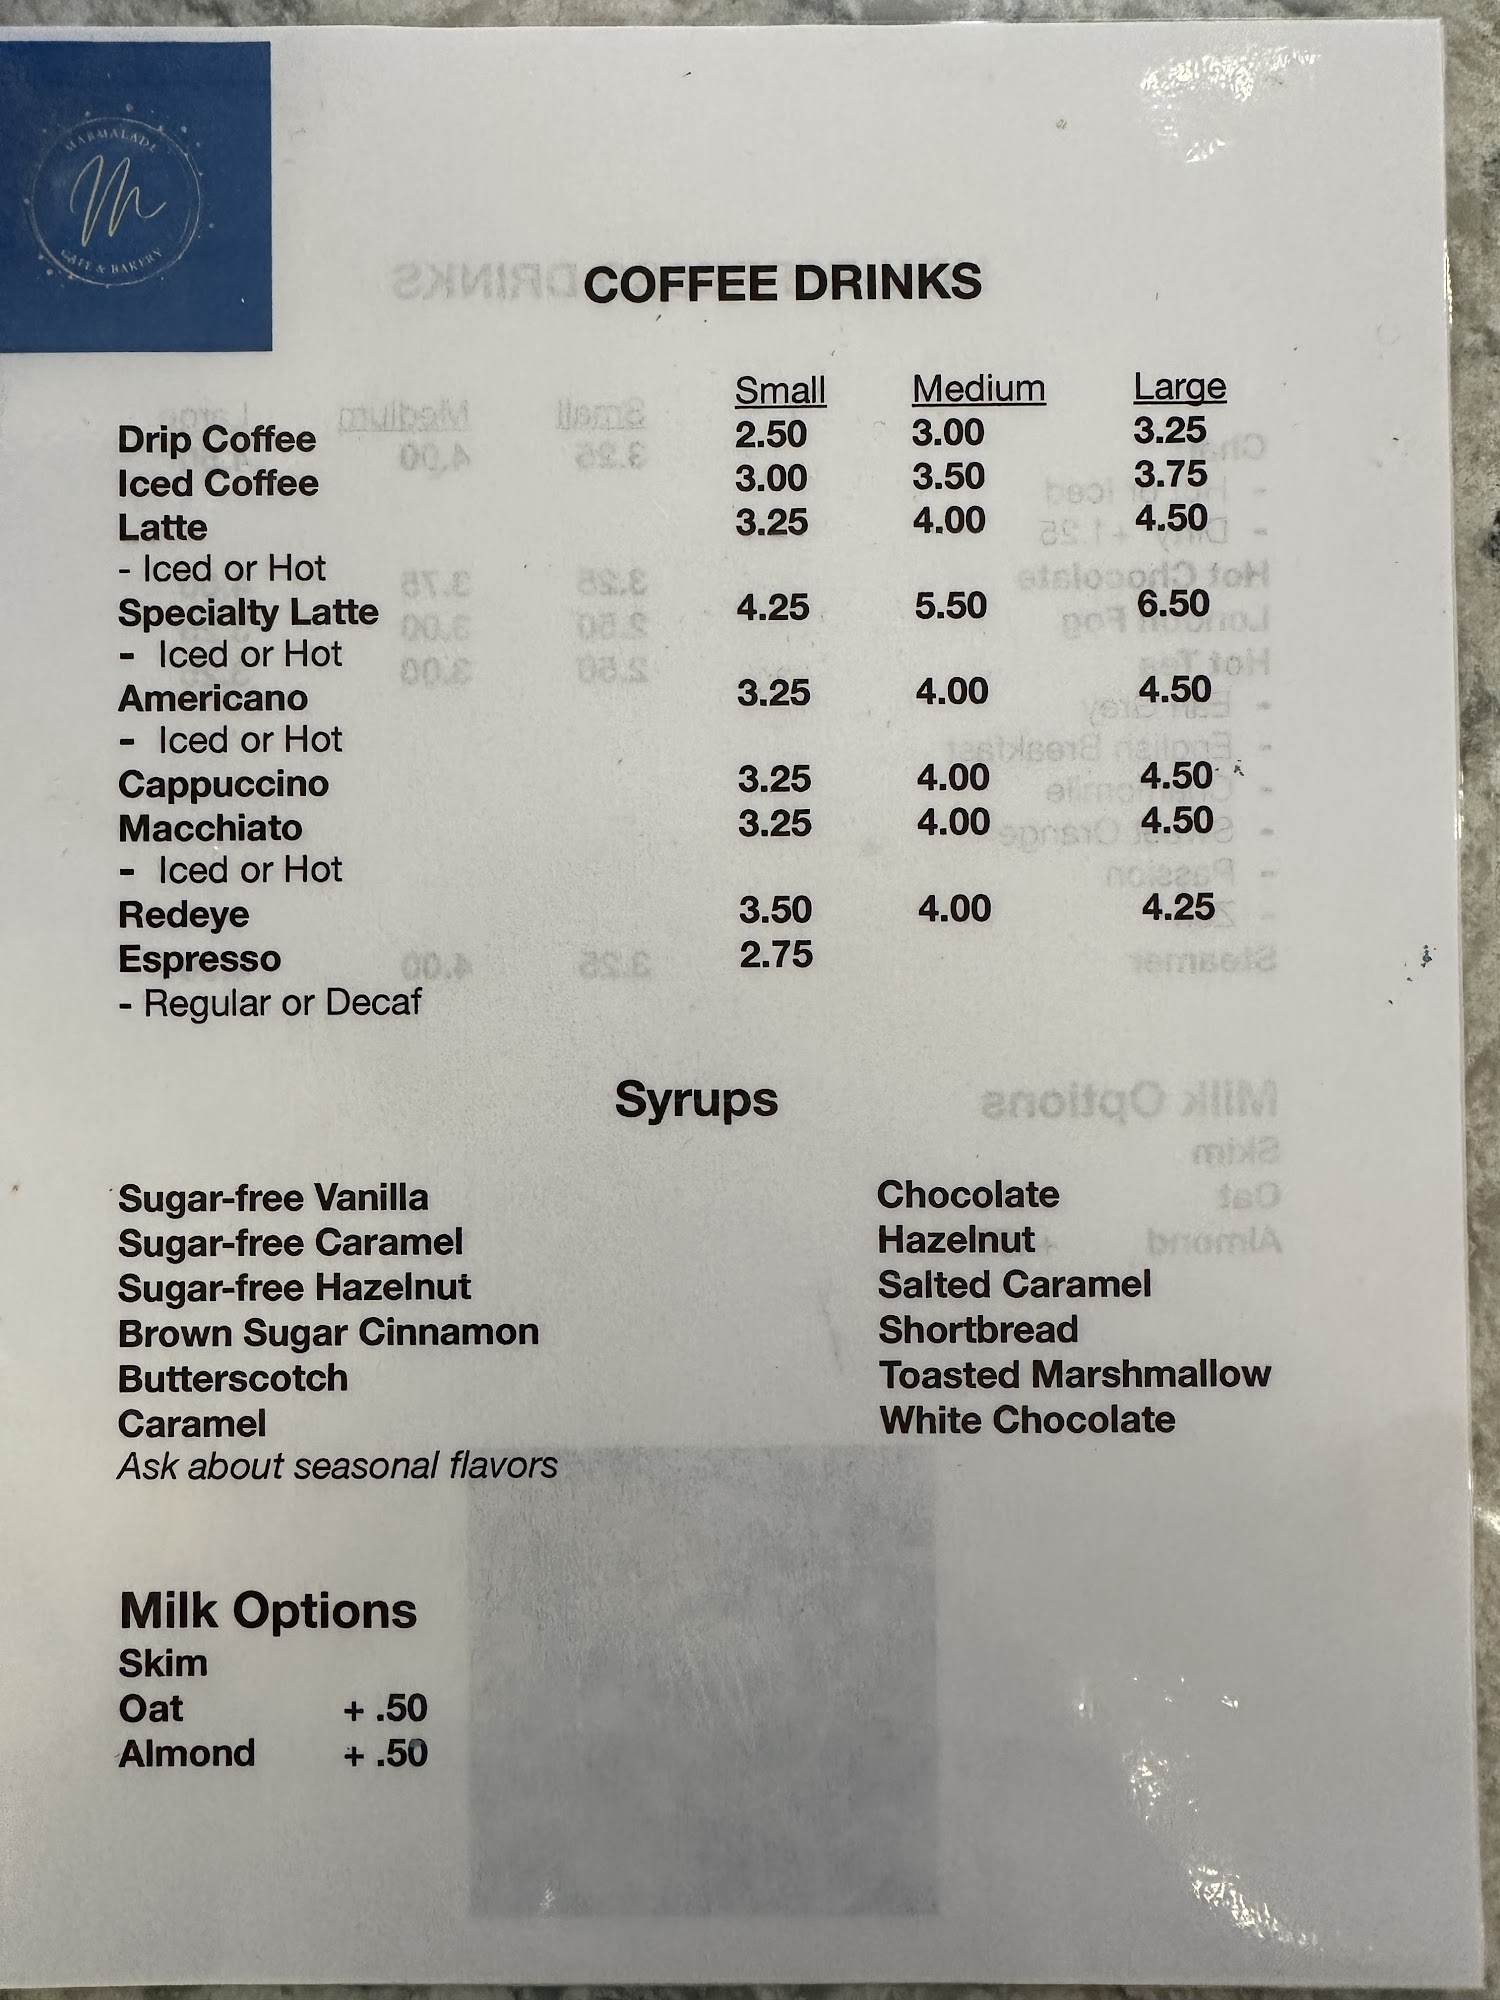 MARMALADE
M
CAFE & BAKERY
COFFEE DRINKS
Small Medium Large
Drip Coffee 2.50 3.00 3.25
Iced Coffee 3.00 3.50 3.75
Latte 3.25 4.00 4.50
- Iced or Hot
Specialty Latte 4.25 5.50 6.50
- Iced or Hot
Americano 3.25 4.00 4.50
- Iced or Hot
Cappuccino 3.25 4.00 4.50
Macchiato 3.25 4.00 4.50
- Iced or Hot
Redeye 3.50 4.00 4.25
Espresso 2.75
- Regular or Decaf
Syrups
Sugar-free Vanilla Chocolate
Sugar-free Caramel Hazelnut
Sugar-free Hazelnut Salted Caramel
Brown Sugar Cinnamon Shortbread
Butterscotch Toasted Marshmallow
Caramel White Chocolate
Ask about seasonal flavors
Milk Options
Skim
Oat + .50
Almond + .50